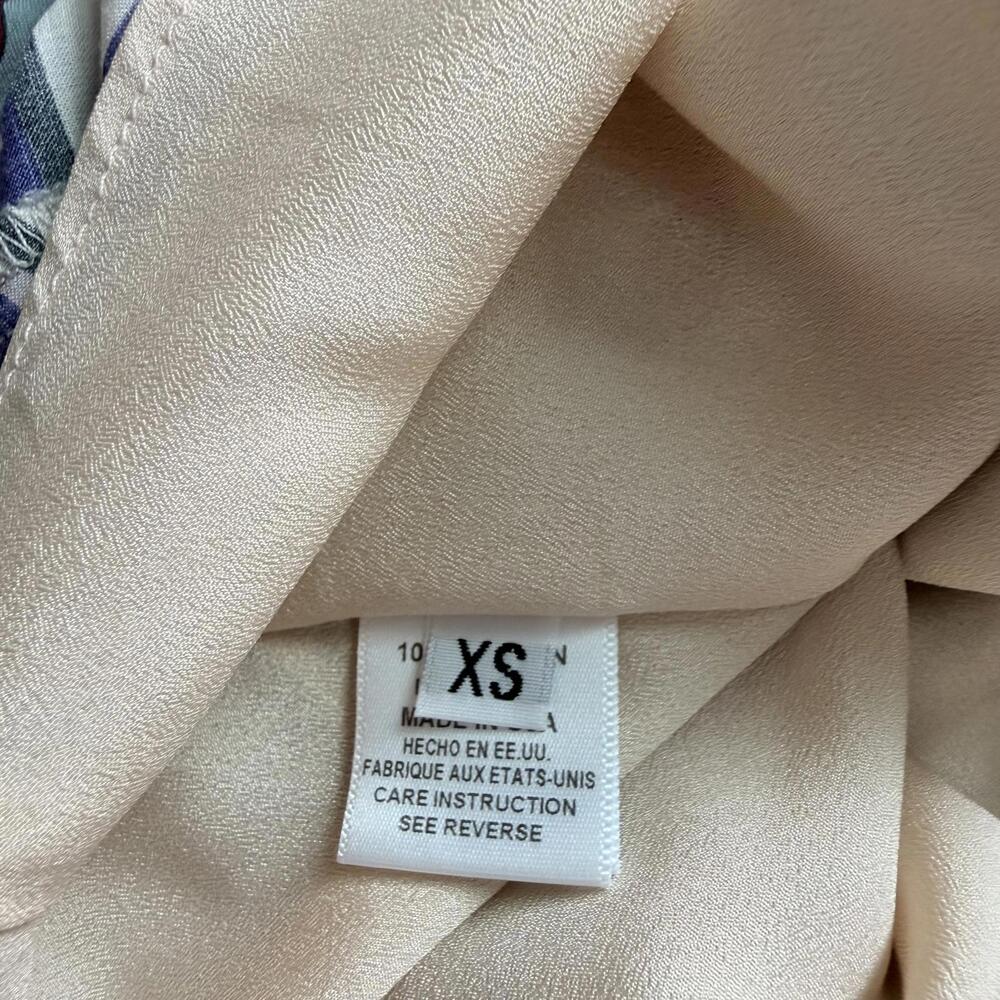 XS
MADE IN USA
HECHO EN EE.UU.
FABRIQUE AUX ETATS-UNIS
CARE INSTRUCTION
SEE REVERSE